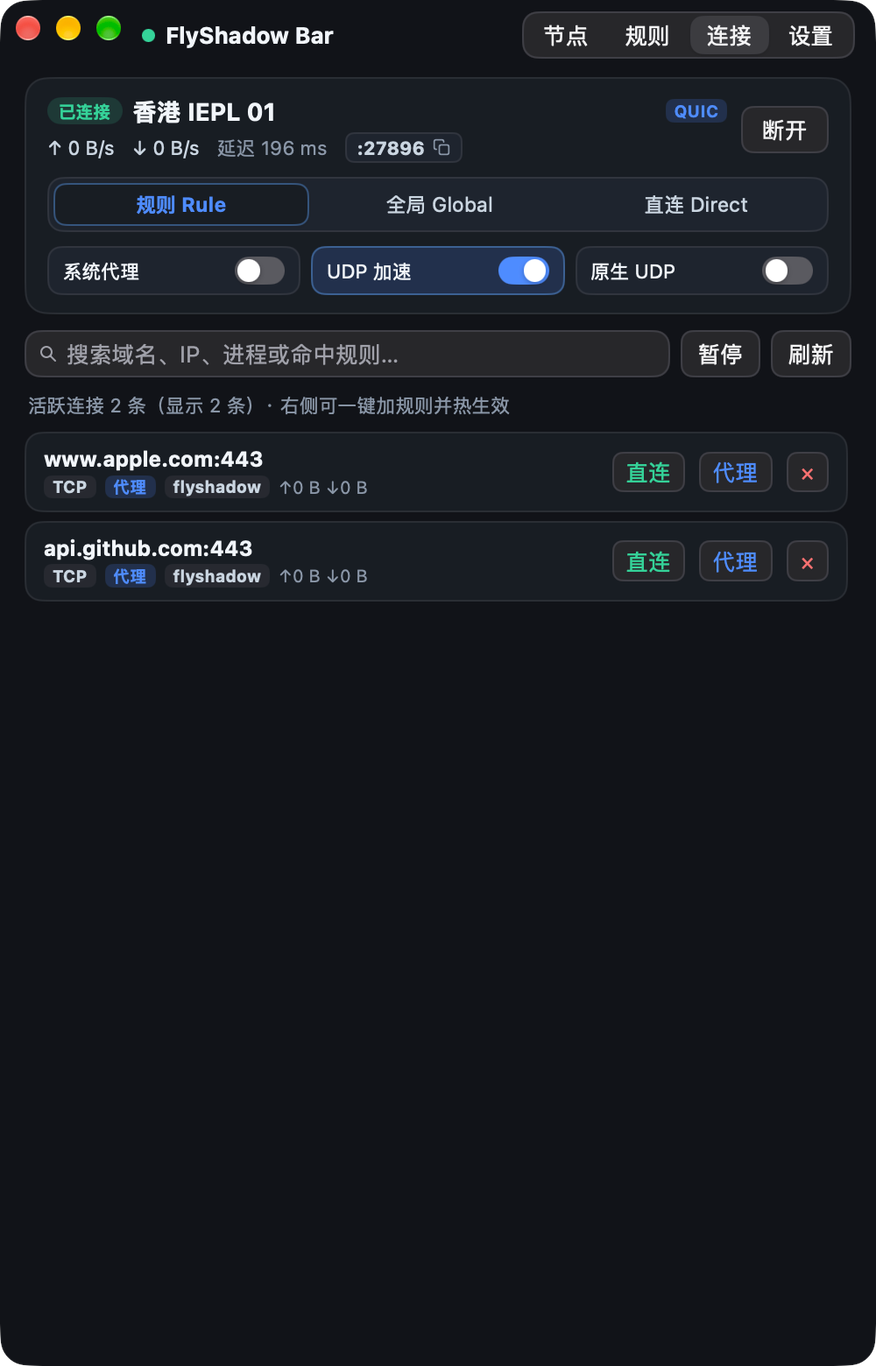 FlyShadow Bar 节点 规则 连接 设置
已连接 香港 IEPL 01 QUIC 断开
↑ 0 B/s ↓ 0 B/s 延迟 196 ms :27896
规则 Rule 全局 Global 直连 Direct
系统代理 UDP 加速 原生 UDP
搜索域名、IP、进程或命中规则... 暂停 刷新
活跃连接 2 条（显示 2 条）· 右侧可一键加规则并热生效
www.apple.com:443
TCP 代理 flyshadow ↑0 B ↓0 B 直连 代理 ×
api.github.com:443
TCP 代理 flyshadow ↑0 B ↓0 B 直连 代理 ×